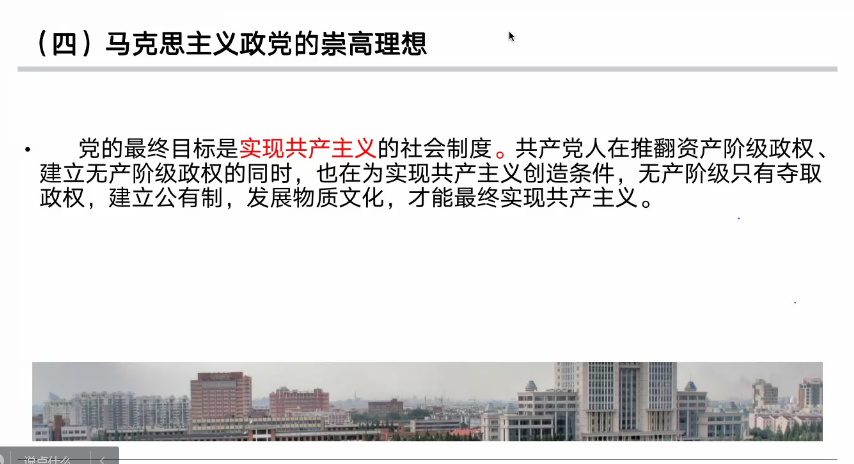 （四）马克思主义政党的崇高理想
• 党的最终目标是实现共产主义的社会制度。共产党人在推翻资产阶级政权、
建立无产阶级政权的同时，也在为实现共产主义创造条件，无产阶级只有夺取
政权，建立公有制，发展物质文化，才能最终实现共产主义。
说点什么...